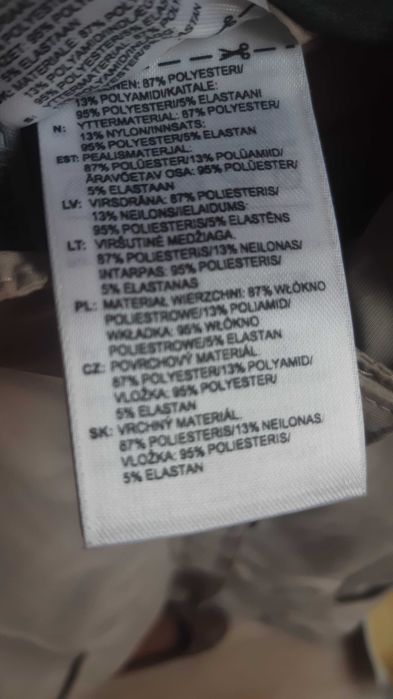 5% ELASTAAN
NEN: 87% POLYESTERI/
13% POLYAMIDI/KAITALE:
95% POLYESTERI/5% ELASTAANI
N: YTTERMATERIAL: 87% POLYESTER/
13% NYLON/INNSATS:
95% POLYESTER/5% ELASTAN
EST: PEALISMATERJAL:
87% POLÜESTER/13% POLÜAMIID/
ÄRAVÕETAV OSA: 95% POLÜESTER/
5% ELASTAAN
LV: VIRSDRĀNA: 87% POLIESTERIS/
13% NEILONS/IELAIDUMS:
95% POLIESTERIS/5% ELASTĒNS
LT: VIRŠUTINĖ MEDŽIAGA:
87% POLIESTERIS/13% NEILONAS/
INTARPAS: 95% POLIESTERIS/
5% ELASTANAS
PL: MATERIAŁ WIERZCHNI: 87% WŁÓKNO
POLIESTROWE/13% POLIAMID/
WKŁADKA: 95% WŁÓKNO
POLIESTROWE/5% ELASTAN
CZ: POVRCHOVÝ MATERIÁL:
87% POLYESTER/13% POLYAMID/
VLOŽKA: 95% POLYESTER/
5% ELASTAN
SK: VRCHNÝ MATERIÁL:
87% POLIESTERIS/13% NEILONAS/
VLOŽKA: 95% POLIESTERIS/
5% ELASTAN